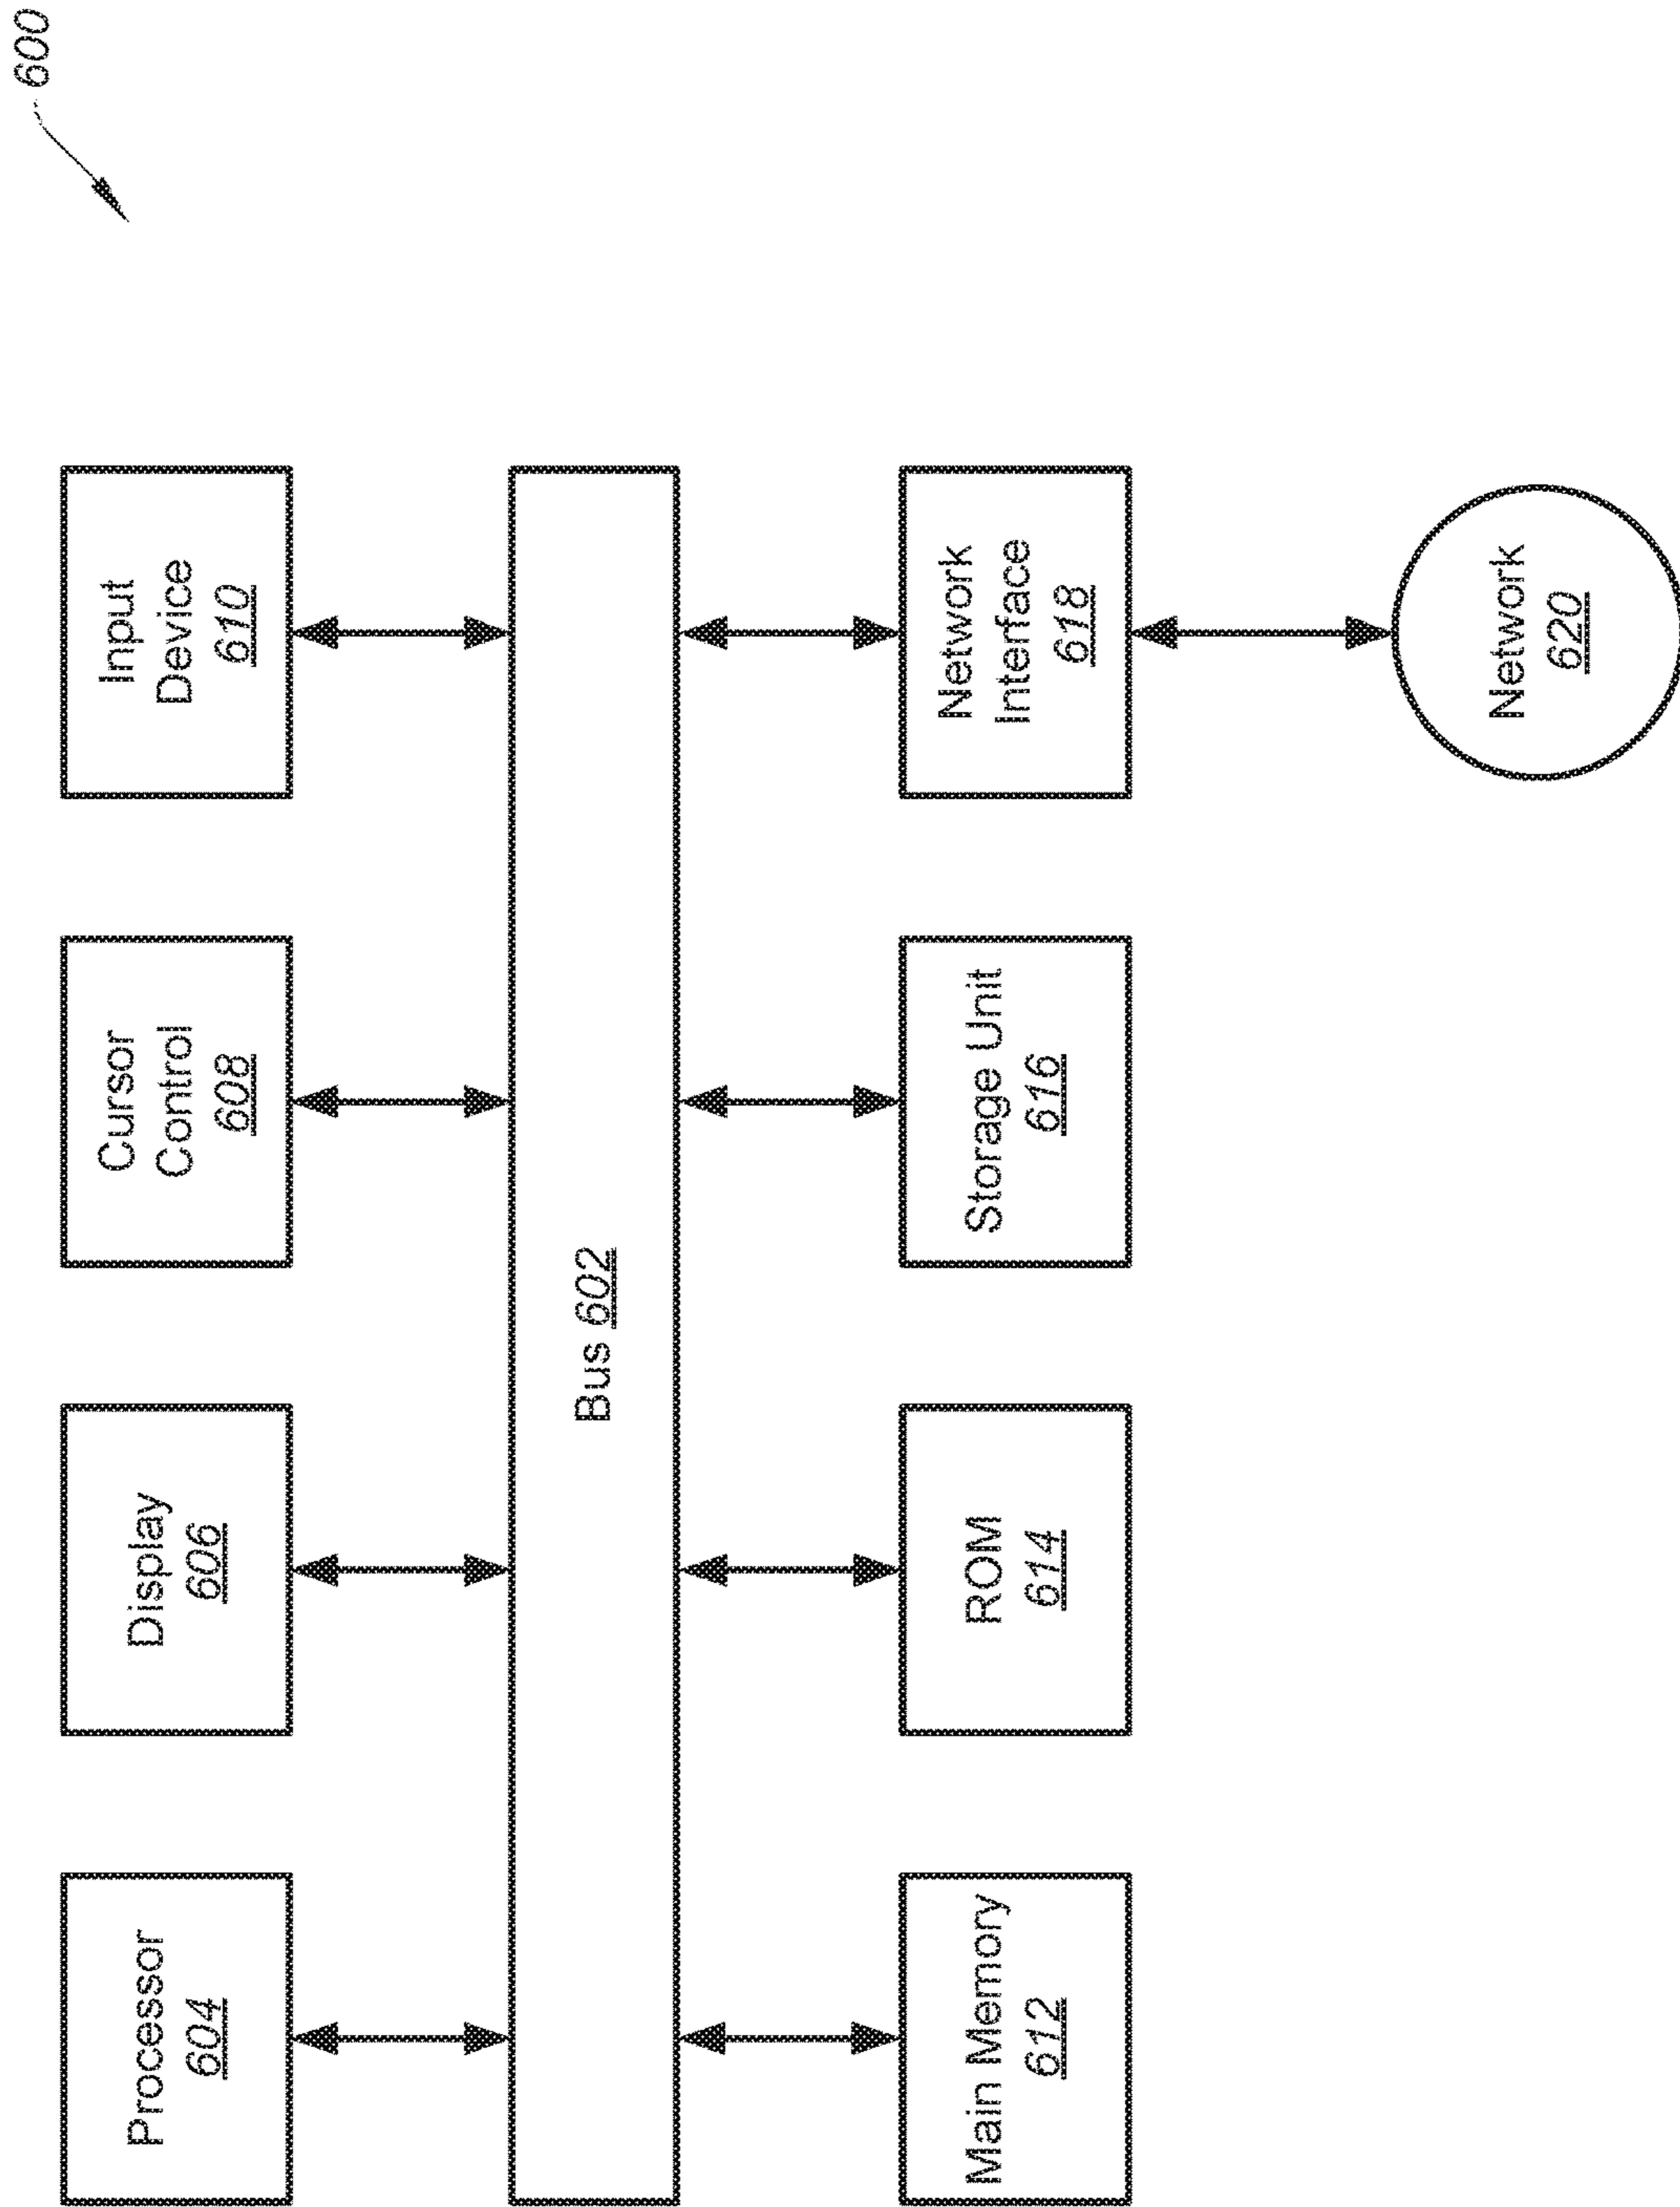 600
Processor
604
Display
606
Cursor
Control
608
Input
Device
610
Bus 602
Main Memory
612
ROM
614
Storage Unit
616
Network
Interface
618
Network
620